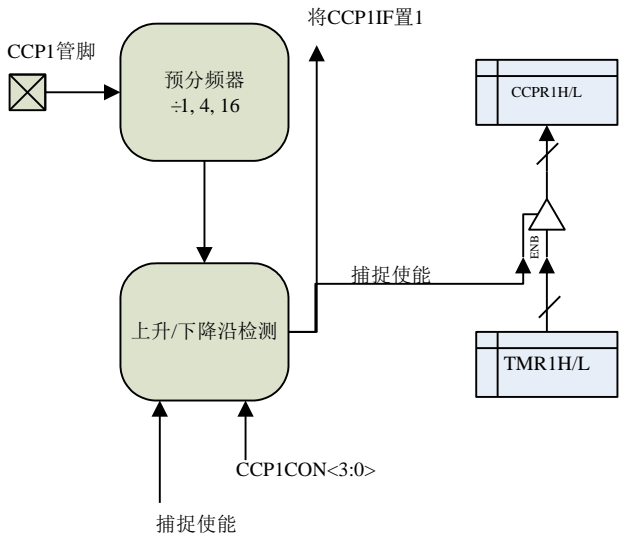 将CCP1IF置1
CCP1管脚
预分频器
÷1, 4, 16
CCPR1H/L
ENB
捕捉使能
上升/下降沿检测
TMR1H/L
CCP1CON<3:0>
捕捉使能